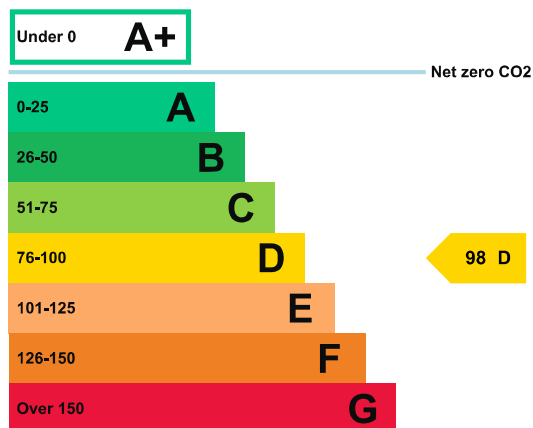 Under 0 A+
Net zero CO2
0-25 A
26-50 B
51-75 C
76-100 D
98 D
101-125 E
126-150 F
Over 150 G